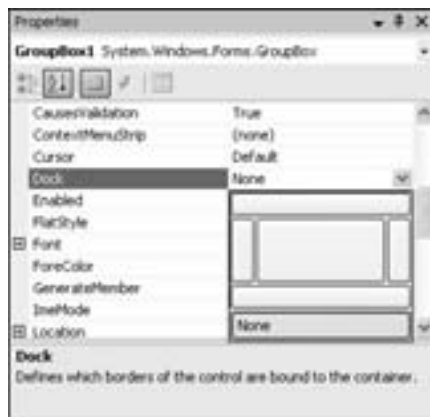 Properties
GroupBox1 System.Windows.Forms.GroupBox
CausesValidation True
ContextMenuStrip (none)
Cursor Default
Dock None
Enabled
FlatStyle
Font
ForeColor
GenerateMember
ImeMode
None
Location
Dock
Defines which borders of the control are bound to the container.